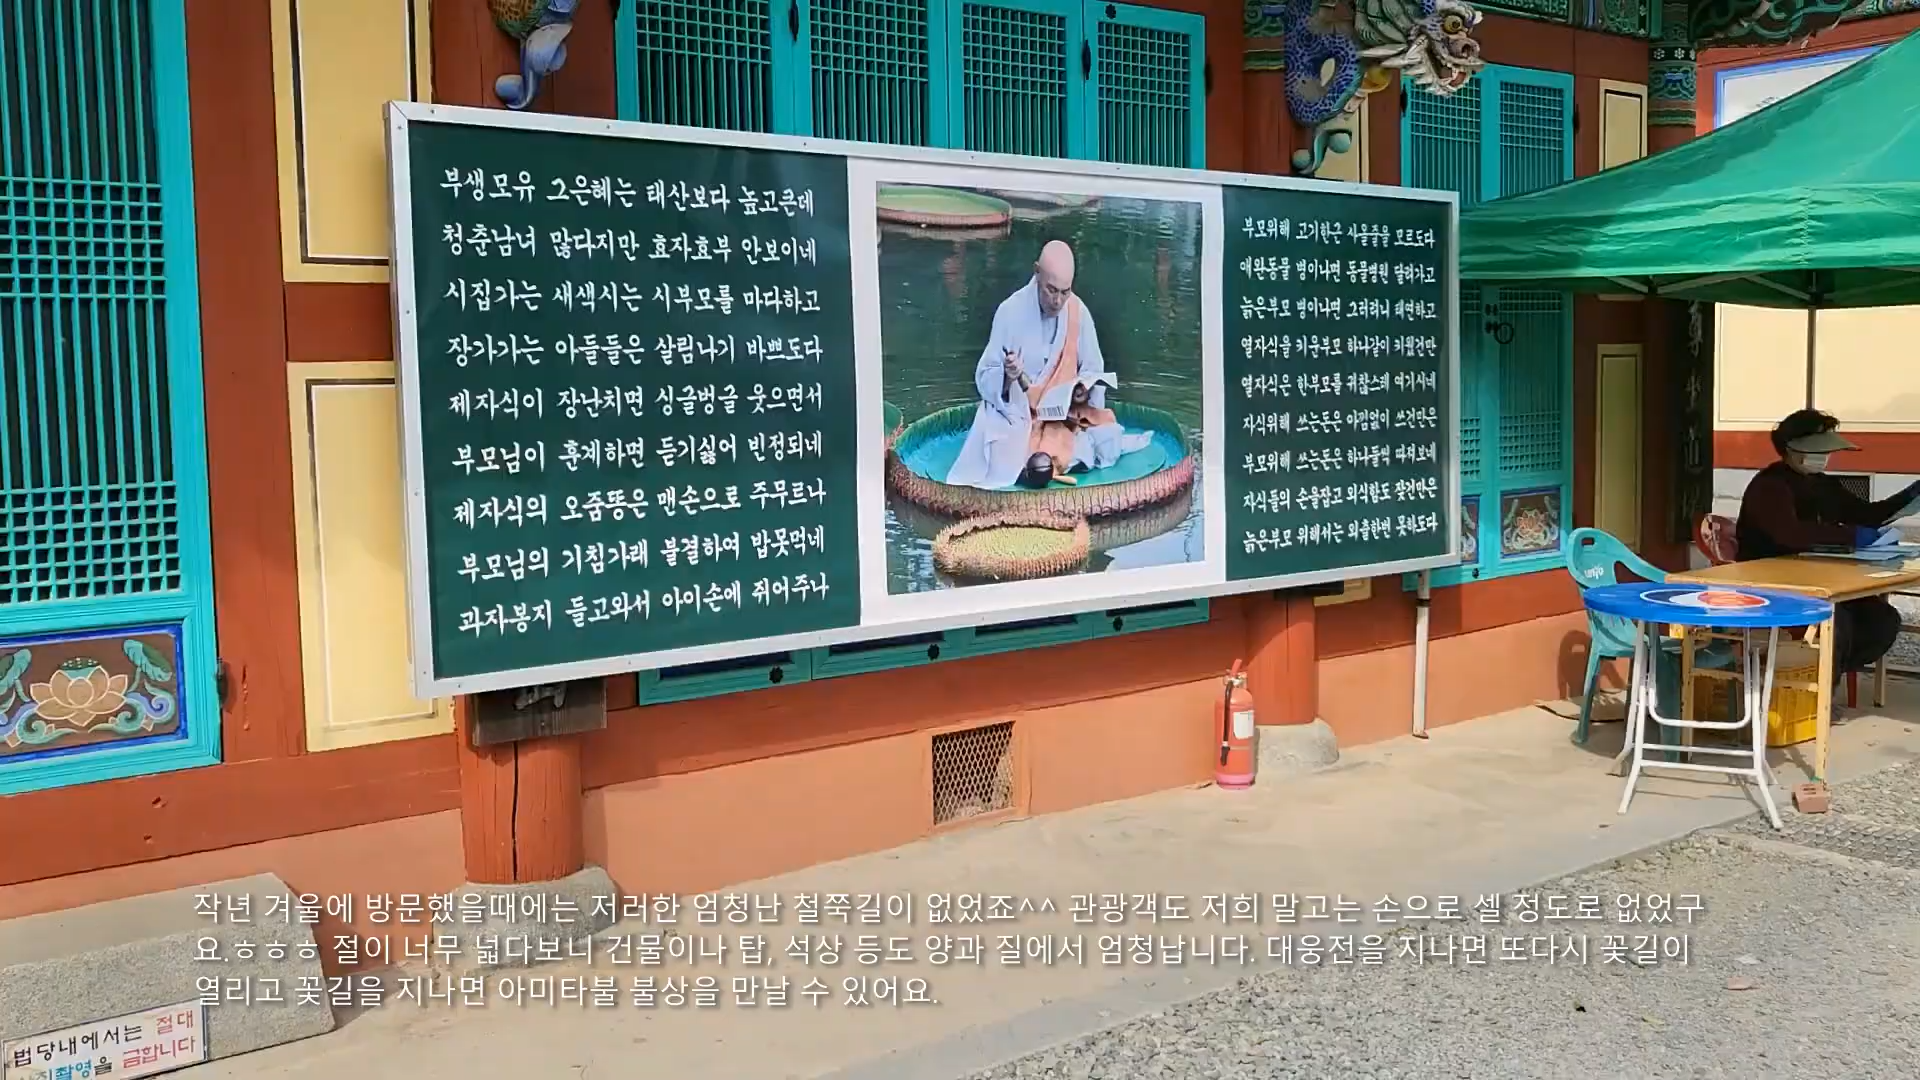 부생모유 그은혜는 태산보다 높고큰데
청춘남녀 많다지만 효자효부 안보이네
시집가는 새색시는 시부모를 마다하고
장가가는 아들들은 살림나기 바쁘도다
제자식이 장난치면 싱글벙글 웃으면서
부모님이 훈계하면 듣기싫어 빈정되네
제자식의 오줌똥은 맨손으로 주무르나
부모님의 기침가래 불결하여 밥못먹네
과자봉지 들고와서 아이손에 쥐어주나
부모위해 고기한근 사올줄을 모르도다
애완동물 병이나면 동물병원 달려가고
늙은부모 병이나면 그러려니 태연하고
열자식을 키운부모 하나같이 키웠건만
열자식은 한부모를 귀찮스레 여기시네
자식위해 쓰는돈은 아낌없이 쓰건만은
부모위해 쓰는돈은 하나둘씩 따져보네
자식들의 손을잡고 외식함도 잦건만은
늙은부모 위해서는 외출한번 못하도다
작년 겨울에 방문했을때에는 저러한 엄청난 철쭉길이 없었죠^^ 관광객도 저희 말고는 손으로 셀 정도로 없었구
요.ㅎㅎㅎ 절이 너무 넓다보니 건물이나 탑, 석상 등도 양과 질에서 엄청납니다. 대웅전을 지나면 또다시 꽃길이
열리고 꽃길을 지나면 아미타불 불상을 만날 수 있어요.
법당내에서는 절대
촬영을 금합니다